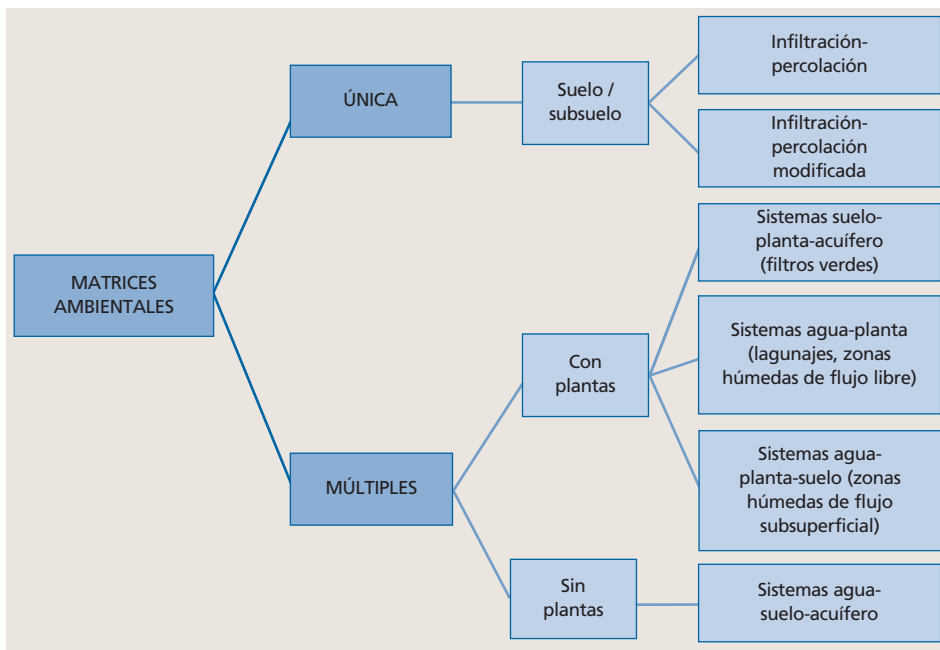 MATRICES
AMBIENTALES
ÚNICA
Suelo /
subsuelo
Infiltración-
percolación
Infiltración-
percolación
modificada
MÚLTIPLES
Con
plantas
Sistemas suelo-
planta-acuífero
(filtros verdes)
Sistemas agua-planta
(lagunajes, zonas
húmedas de flujo libre)
Sistemas agua-
planta-suelo (zonas
húmedas de flujo
subsuperficial)
Sin
plantas
Sistemas agua-
suelo-acuífero